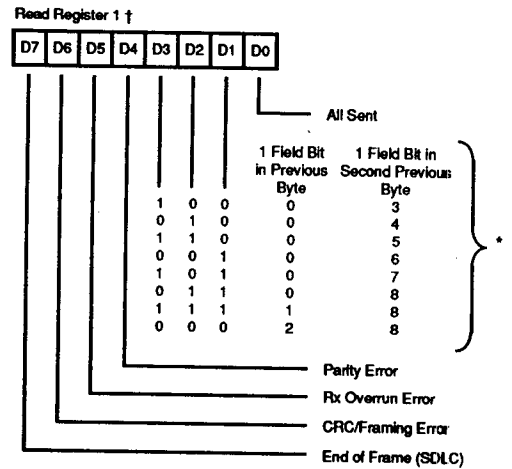 Read Register 1 †
D7 D6 D5 D4 D3 D2 D1 D0
All Sent
1 Field Bit in Previous Byte
1 Field Bit in Second Previous Byte
1 0 0 0 3
0 1 0 0 4
1 1 0 0 5
0 0 1 0 6
1 0 1 0 7
0 1 1 0 8
1 1 1 1 8
0 0 0 2 8
*
Parity Error
Rx Overrun Error
CRC/Framing Error
End of Frame (SDLC)